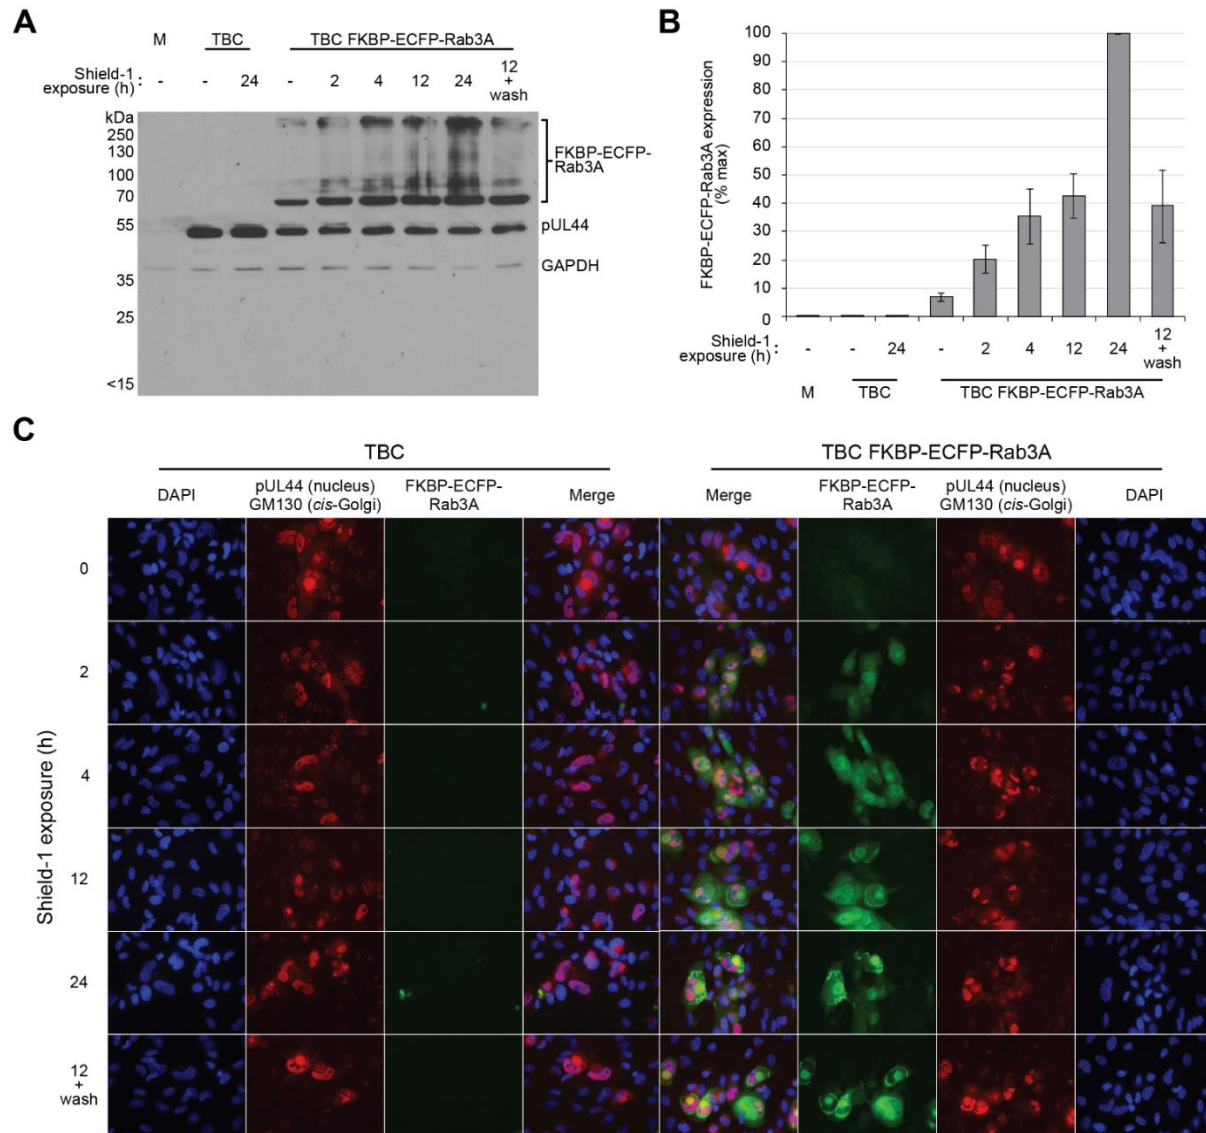 A
M TBC TBC FKBP-ECFP-Rab3A
Shield-1
exposure (h) : - - 24 - 2 4 12 24 12
+
wash
kDa
250
130
100
70
55
35
25
<15
FKBP-ECFP-
Rab3A
pUL44
GAPDH
B
FKBP-ECFP-Rab3A expression
(% max)
100
90
80
70
60
50
40
30
20
10
0
Shield-1
exposure (h) : - - 24 - 2 4 12 24 12
+
wash
M TBC TBC FKBP-ECFP-Rab3A
C
TBC TBC FKBP-ECFP-Rab3A
DAPI
pUL44 (nucleus)
GM130 (cis-Golgi)
FKBP-ECFP-
Rab3A
Merge
Merge
FKBP-ECFP-
Rab3A
pUL44 (nucleus)
GM130 (cis-Golgi)
DAPI
Shield-1 exposure (h)
0
2
4
12
24
12
+
wash